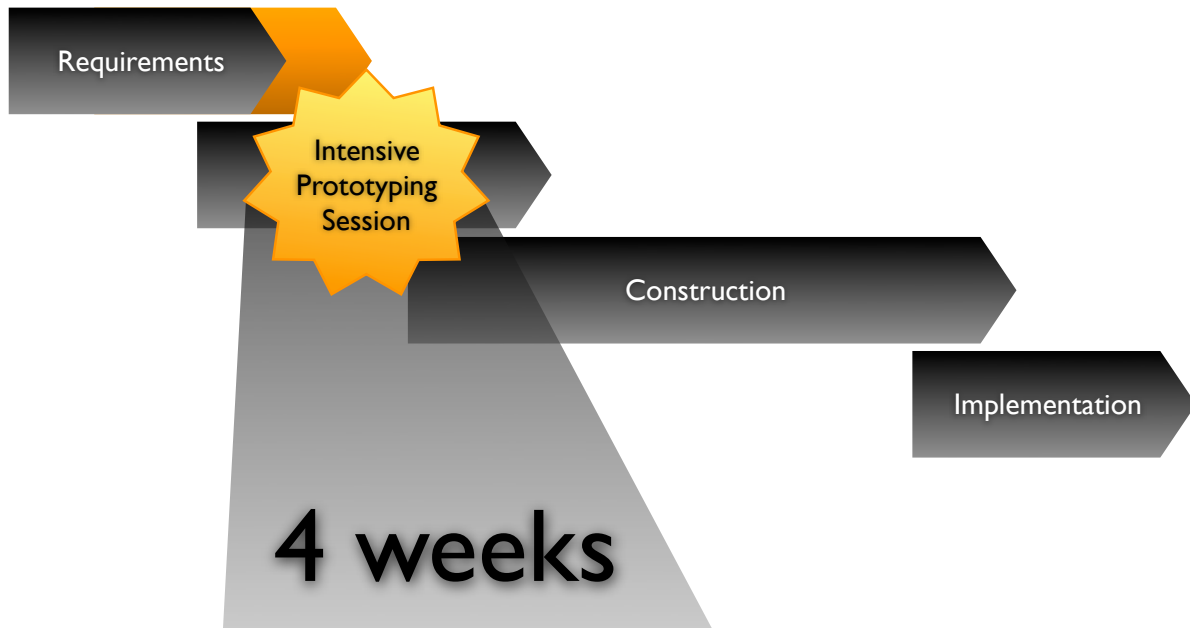 Requirements
Intensive
Prototyping
Session
Construction
Implementation
4 weeks